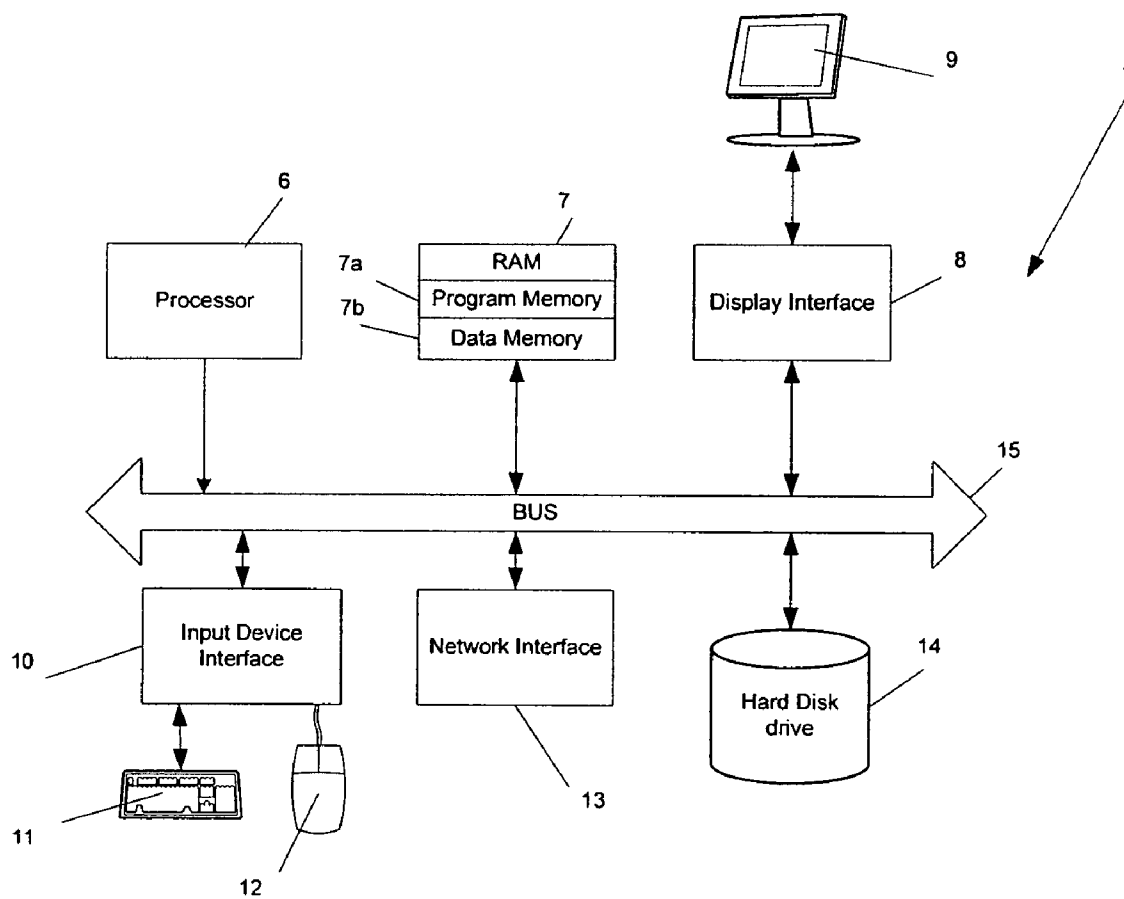 9
6
7
RAM
7a
Program Memory
7b
Data Memory
Processor
Display Interface
8
15
BUS
Input Device
Interface
10
Network Interface
Hard Disk
drive
14
11
12
13